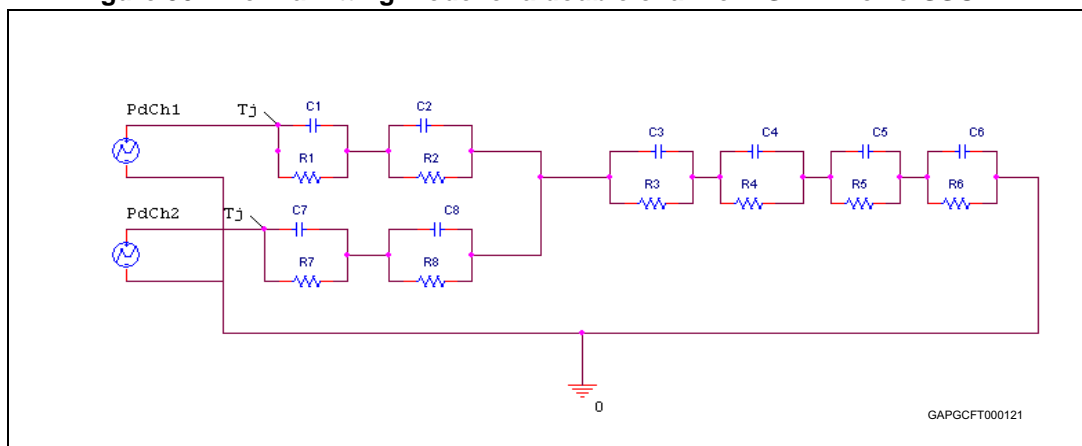 PdCh1
Tj
C1
C2
R1
R2
C3
C4
C5
C6
R3
R4
R5
R6
PdCh2
Tj
C7
C8
R7
R8
0
GAPGCFT000121